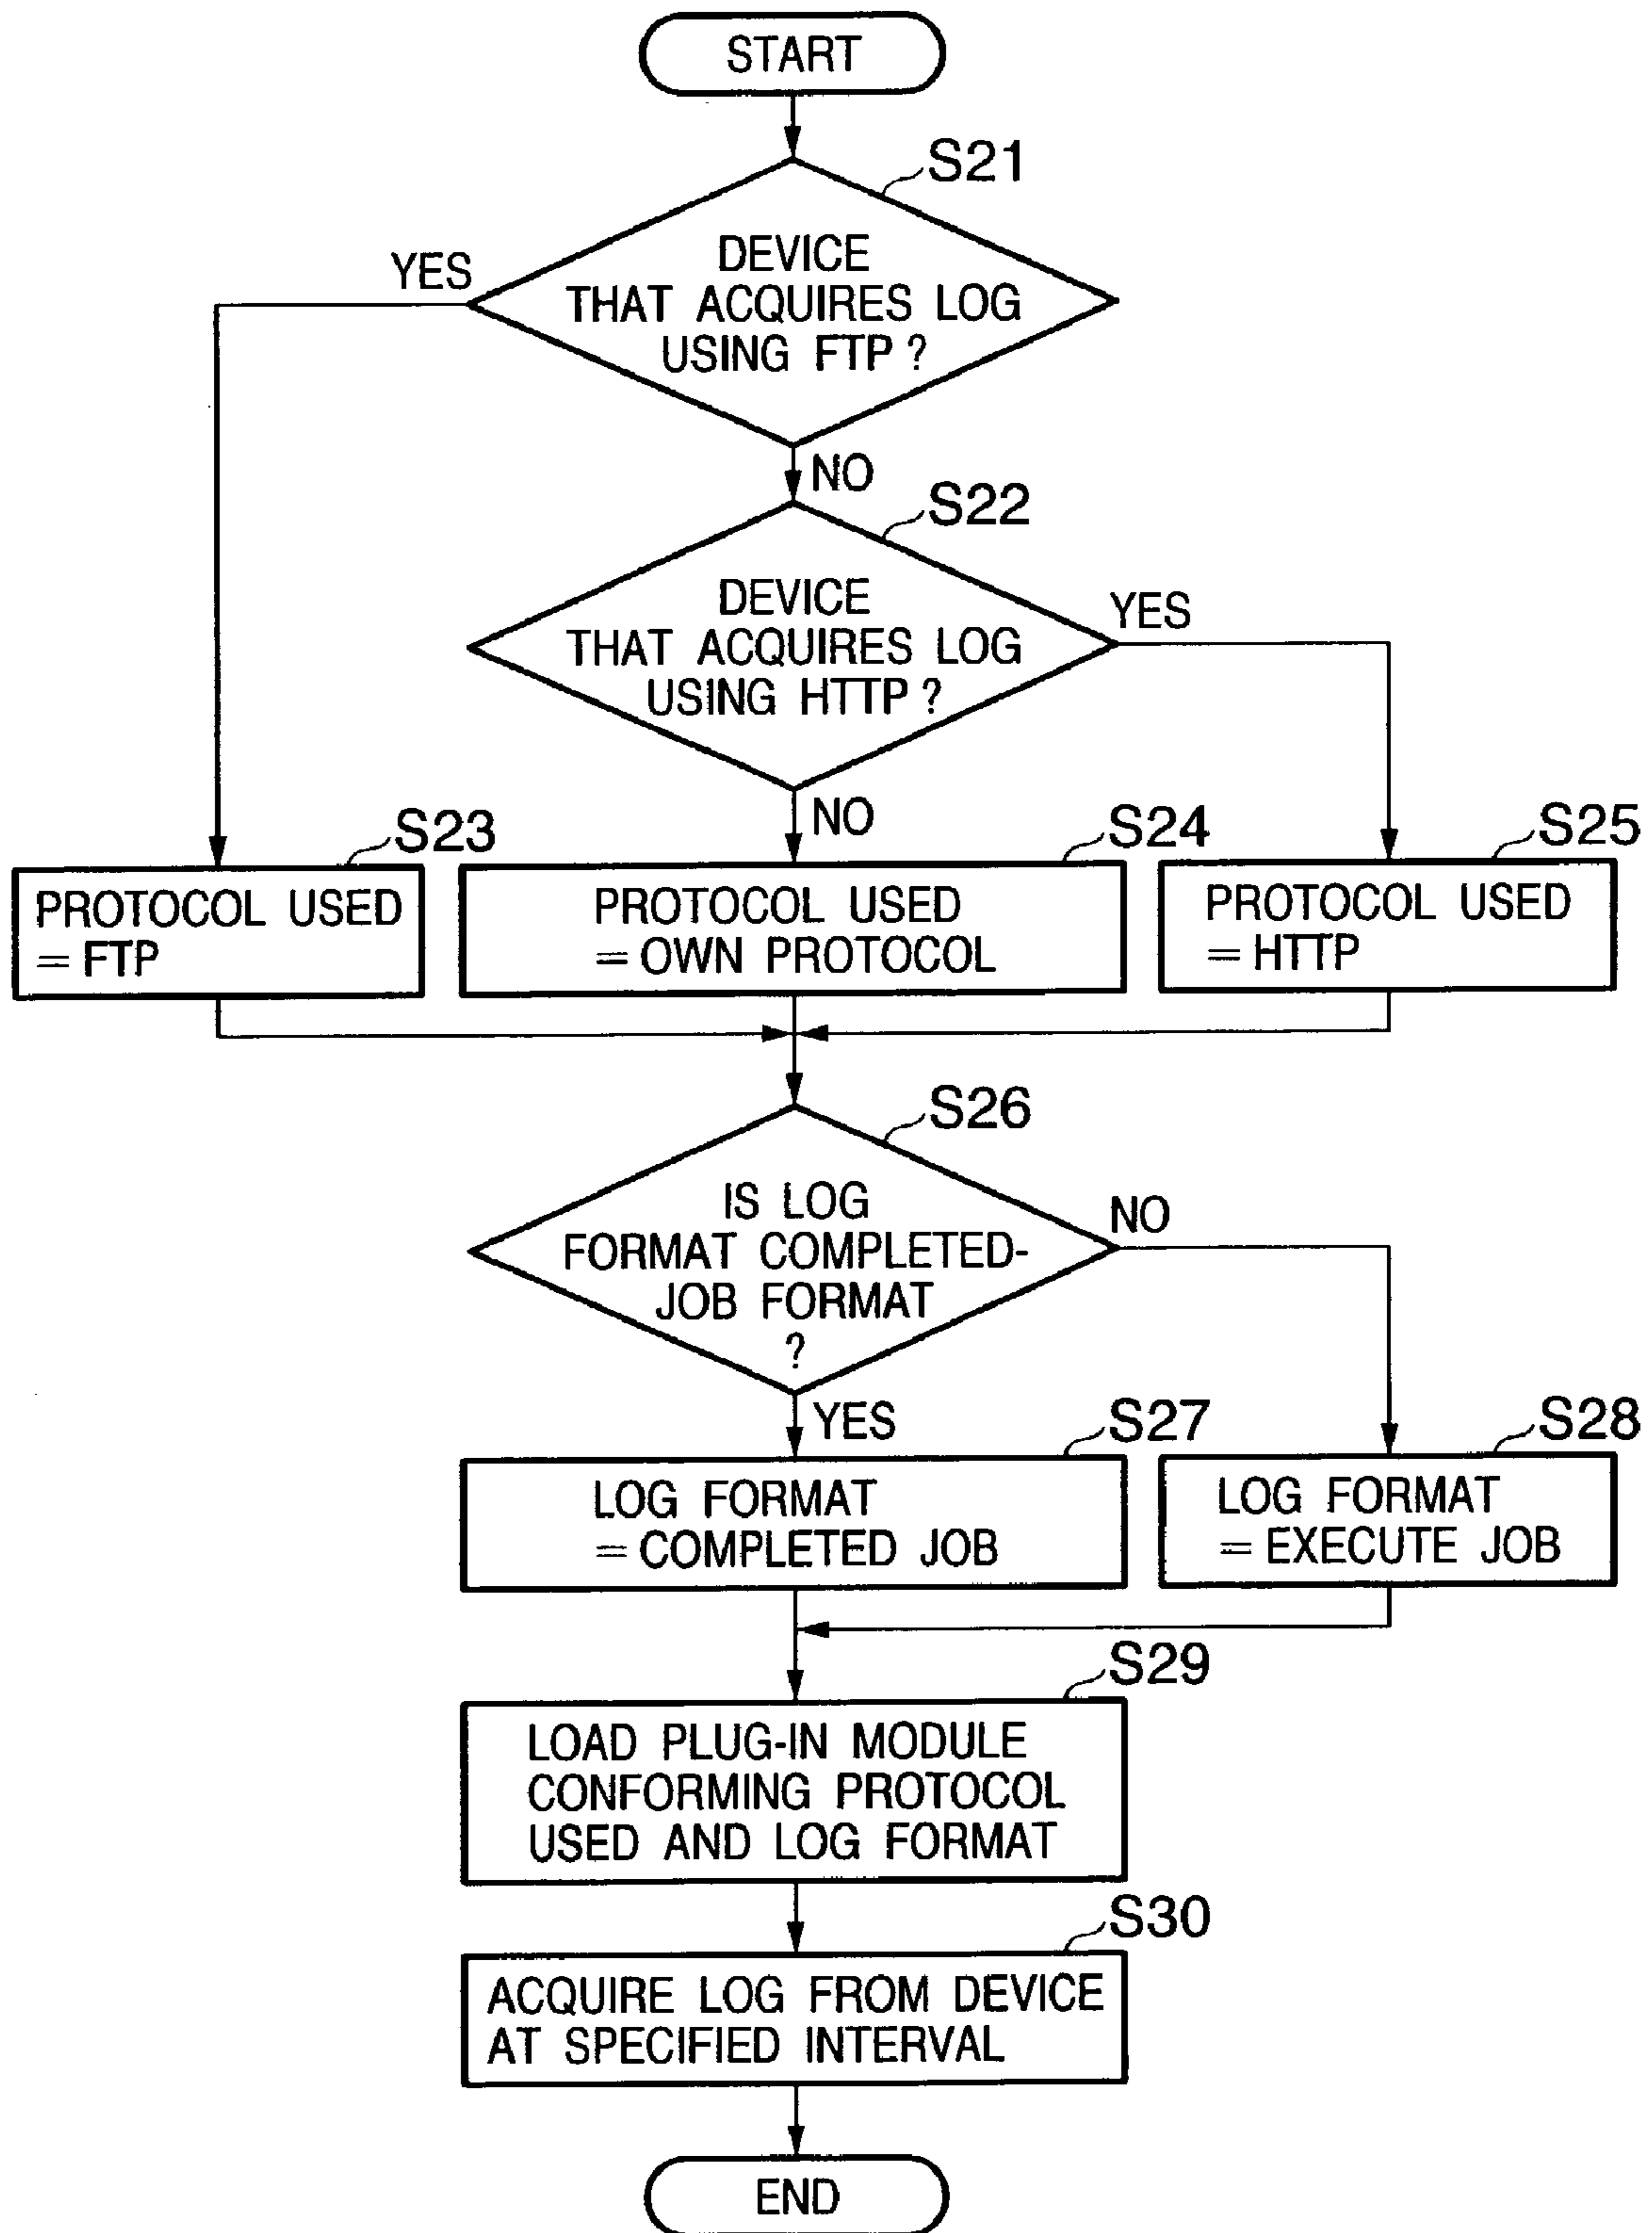 START
S21
DEVICE
THAT ACQUIRES LOG
USING FTP ?
YES
NO
S22
DEVICE
THAT ACQUIRES LOG
USING HTTP ?
YES
NO
S23
PROTOCOL USED
= FTP
S24
PROTOCOL USED
= OWN PROTOCOL
S25
PROTOCOL USED
= HTTP
S26
IS LOG
FORMAT COMPLETED-
JOB FORMAT
?
NO
YES
S27
LOG FORMAT
= COMPLETED JOB
S28
LOG FORMAT
= EXECUTE JOB
S29
LOAD PLUG-IN MODULE
CONFORMING PROTOCOL
USED AND LOG FORMAT
S30
ACQUIRE LOG FROM DEVICE
AT SPECIFIED INTERVAL
END